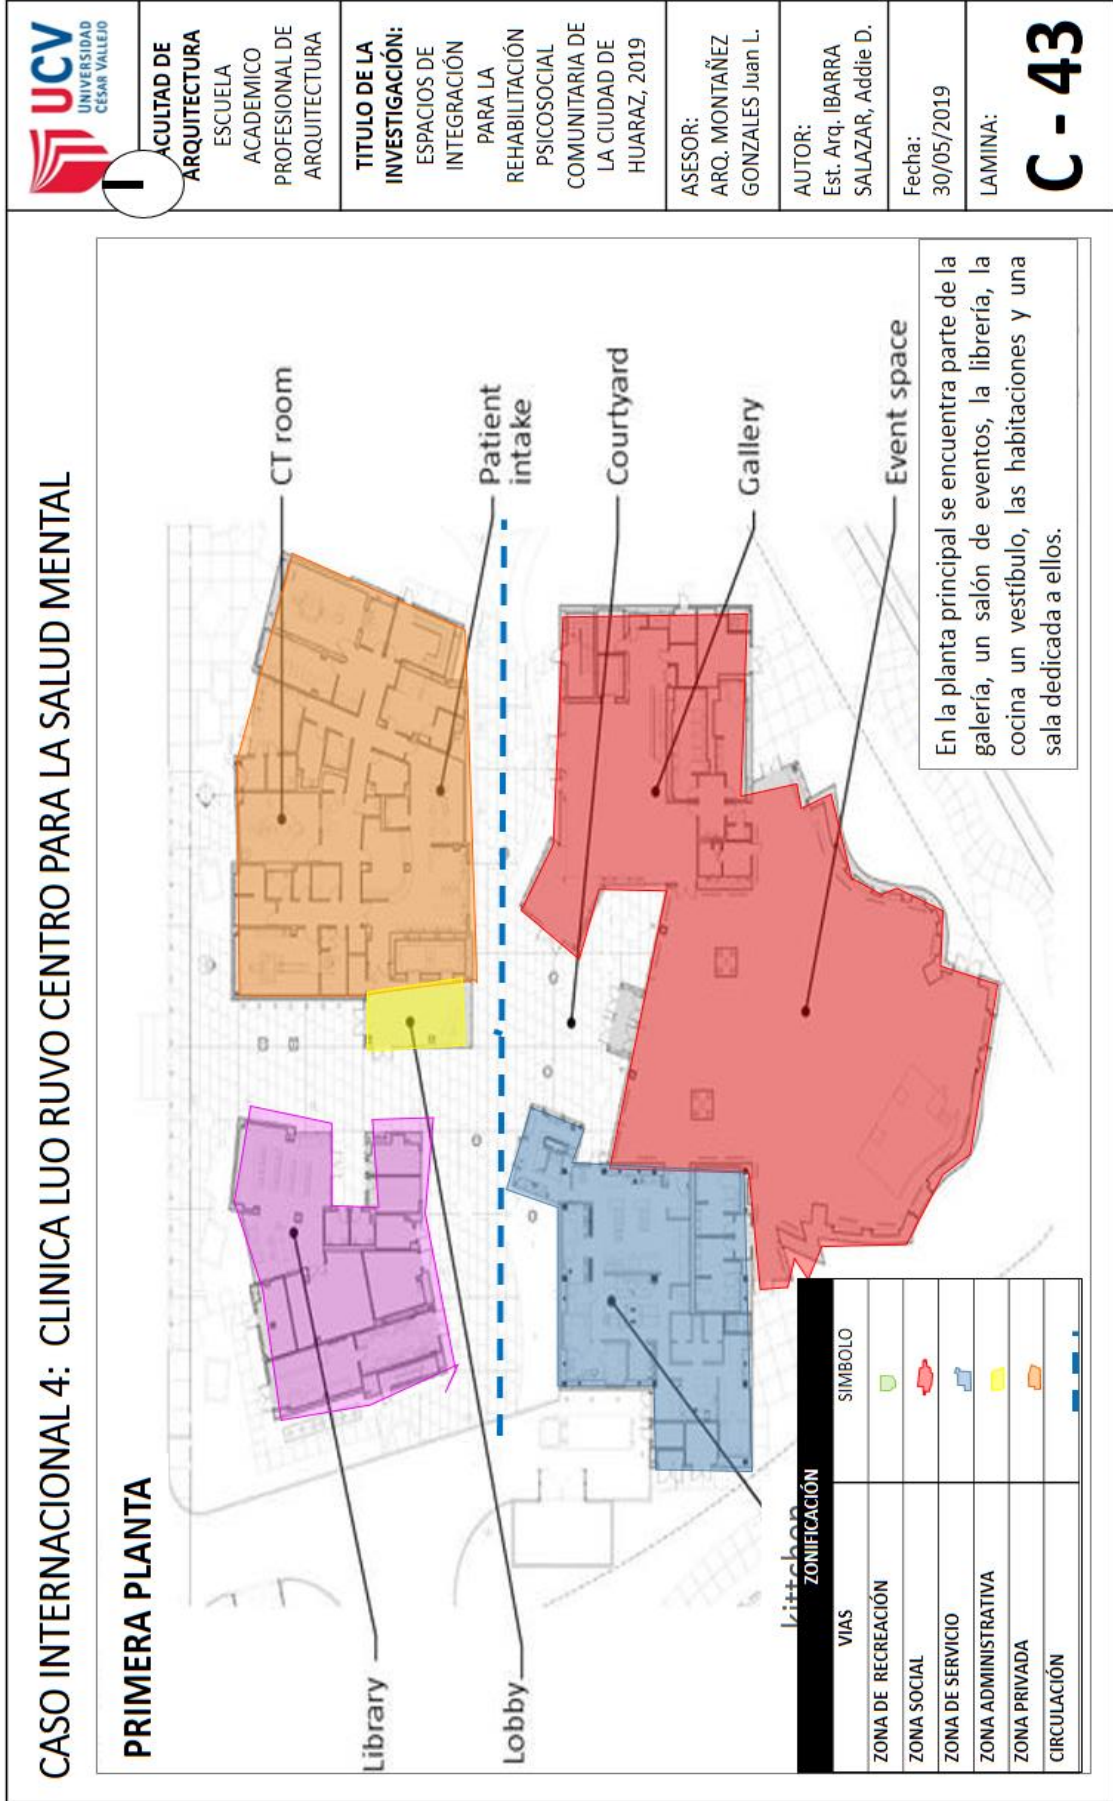 CASO INTERNACIONAL 4: CLINICA LUO RUVO CENTRO PARA LA SALUD MENTAL
PRIMERA PLANTA
CT room
Patient
intake
Courtyard
Gallery
Event space
Library
Lobby
kittchen
En la planta principal se encuentra parte de la
galería, un salón de eventos, la librería, la
cocina un vestíbulo, las habitaciones y una
sala dedicada a ellos.
ZONIFICACIÓN
VIAS SIMBOLO
ZONA DE RECREACIÓN
ZONA SOCIAL
ZONA DE SERVICIO
ZONA ADMINISTRATIVA
ZONA PRIVADA
CIRCULACIÓN
UCV
UNIVERSIDAD
CÉSAR VALLEJO
ACULTAD DE
ARQUITECTURA
ESCUELA
ACADEMICO
PROFESIONAL DE
ARQUITECTURA
TITULO DE LA
INVESTIGACIÓN:
ESPACIOS DE
INTEGRACIÓN
PARA LA
REHABILITACIÓN
PSICOSOCIAL
COMUNITARIA DE
LA CIUDAD DE
HUARAZ, 2019
ASESOR:
ARQ. MONTAÑEZ
GONZALES Juan L.
AUTOR:
Est. Arq. IBARRA
SALAZAR, Addie D.
Fecha:
30/05/2019
LAMINA:
C - 43